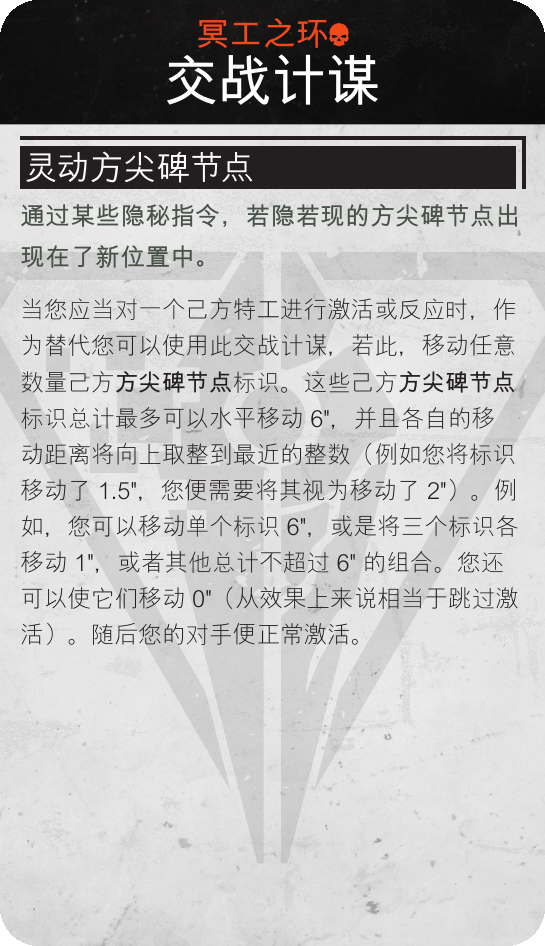 冥工之环
交战计谋
灵动方尖碑节点
通过某些隐秘指令，若隐若现的方尖碑节点出
现在了新位置中。
当您应当对一个己方特工进行激活或反应时，作
为替代您可以使用此交战计谋，若此，移动任意
数量己方方尖碑节点标识。这些己方方尖碑节点
标识总计最多可以水平移动 6"，并且各自的移
动距离将向上取整到最近的整数（例如您将标识
移动了 1.5"，您便需要将其视为移动了 2"）。例
如，您可以移动单个标识 6"，或是将三个标识各
移动 1"，或者其他总计不超过 6" 的组合。您还
可以使它们移动 0"（从效果上来说相当于跳过激
活）。随后您的对手便正常激活。